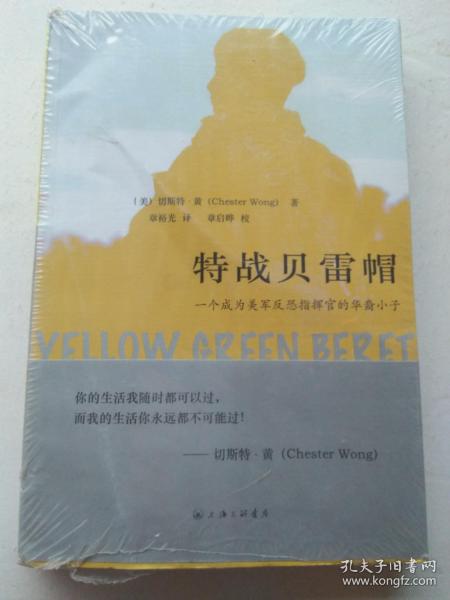 (美) 切斯特·黄 (Chester Wong) 著
章裕光 译 章启晔 校
特战贝雷帽
一个成为美军反恐指挥官的华裔小子
YELLOW GREEN BERET
你的生活我随时都可以过，
而我的生活你永远都不可能过!
—— 切斯特·黄 (Chester Wong)
上海三联书店
孔夫子旧书网
www.kongfz.com